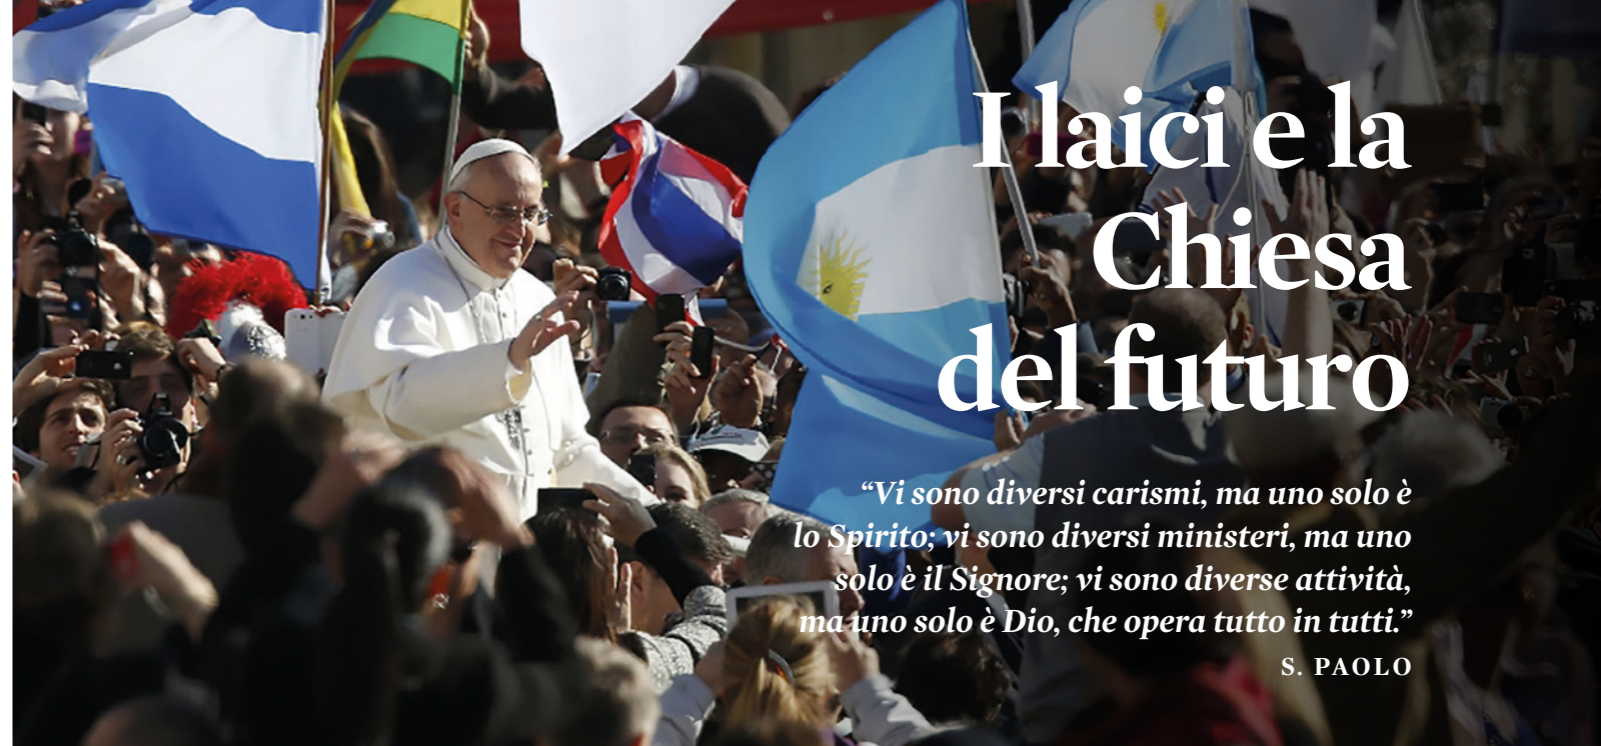 I laici e la
Chiesa
del futuro
“Vi sono diversi carismi, ma uno solo è
lo Spirito; vi sono diversi ministeri, ma uno
solo è il Signore; vi sono diverse attività,
ma uno solo è Dio, che opera tutto in tutti.”
S. PAOLO